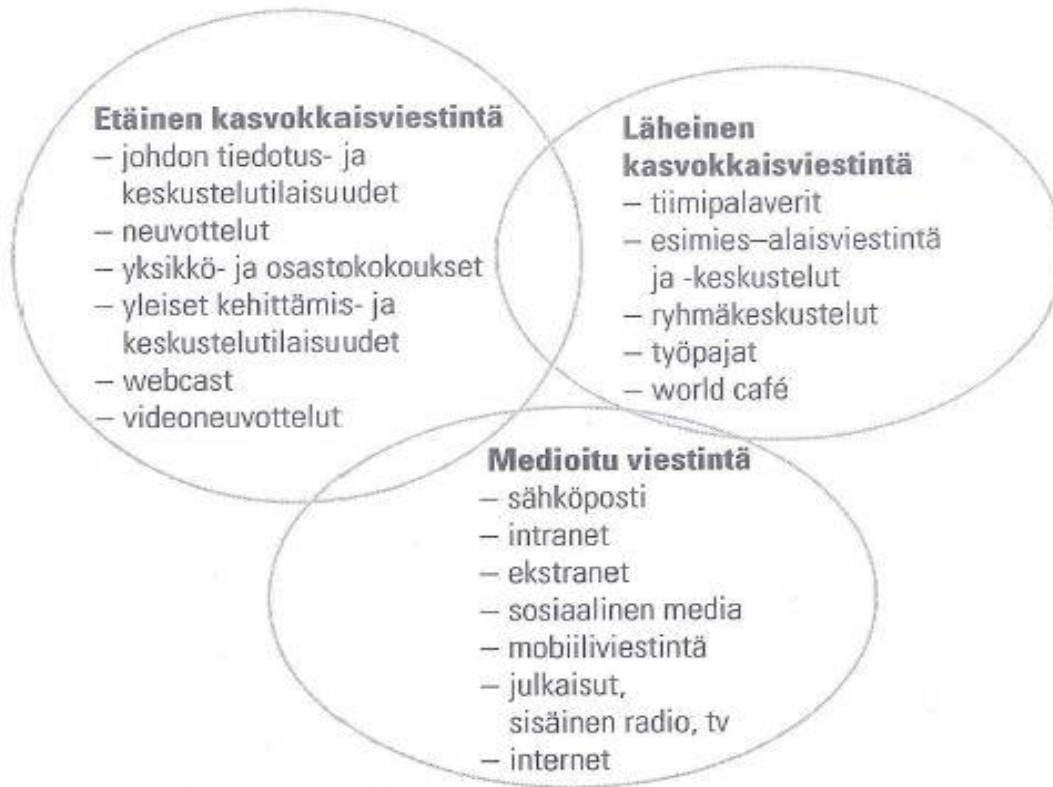 Etäinen kasvokkaisviestintä
– johdon tiedotus- ja
keskustelutilaisuudet
– neuvottelut
– yksikkö- ja osastokokoukset
– yleiset kehittämis- ja
keskustelutilaisuudet
– webcast
– videoneuvottelut
Läheinen
kasvokkaisviestintä
– tiimipalaverit
– esimies–alaisviestintä
ja -keskustelut
– ryhmäkeskustelut
– työpajat
– world café
Medioitu viestintä
– sähköposti
– intranet
– ekstranet
– sosiaalinen media
– mobiiliviestintä
– julkaisut,
sisäinen radio, tv
– internet